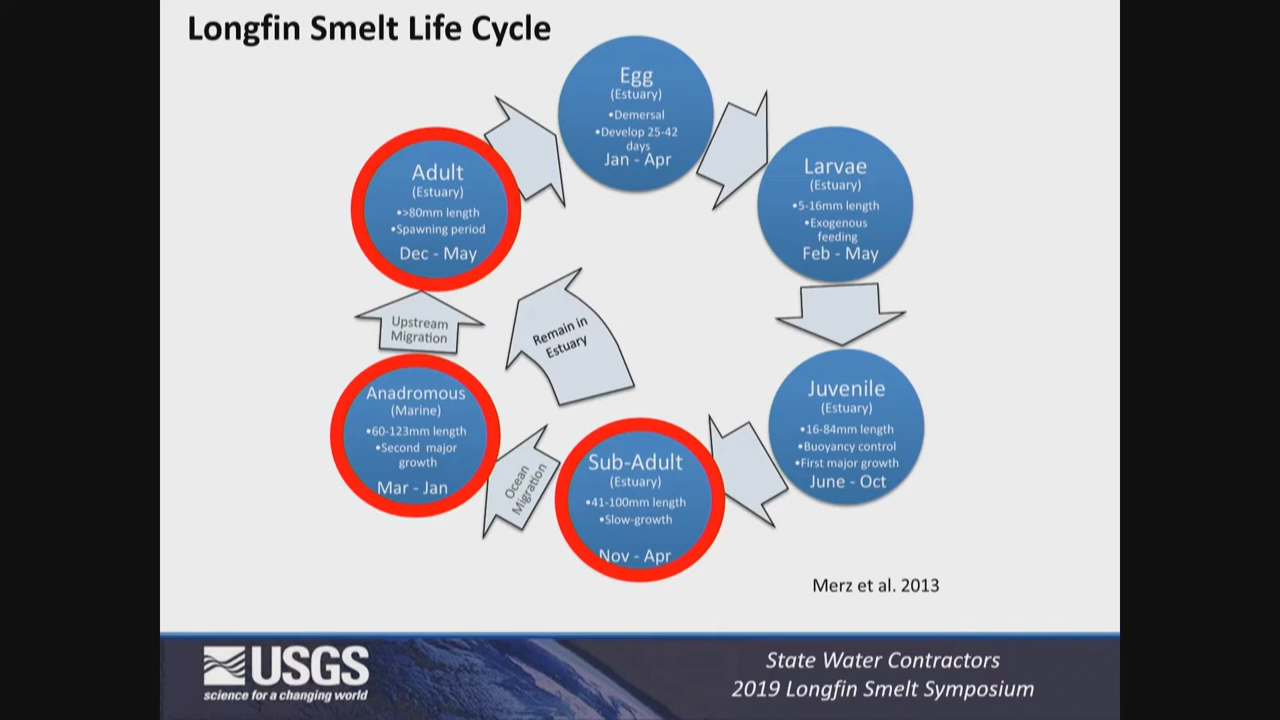 Longfin Smelt Life Cycle
Egg
(Estuary)
•Demersal
•Develop 25-42
days
Jan - Apr
Larvae
(Estuary)
•5-16mm length
•Exogenous
feeding
Feb - May
Juvenile
(Estuary)
•16-84mm length
•Buoyancy control
•First major growth
June - Oct
Sub-Adult
(Estuary)
•41-100mm length
•Slow-growth
Nov - Apr
Ocean
Migration
Anadromous
(Marine)
•60-123mm length
•Second major
growth
Mar - Jan
Upstream
Migration
Remain in
Estuary
Adult
(Estuary)
•>80mm length
•Spawning period
Dec - May
Merz et al. 2013
USGS
science for a changing world
State Water Contractors
2019 Longfin Smelt Symposium